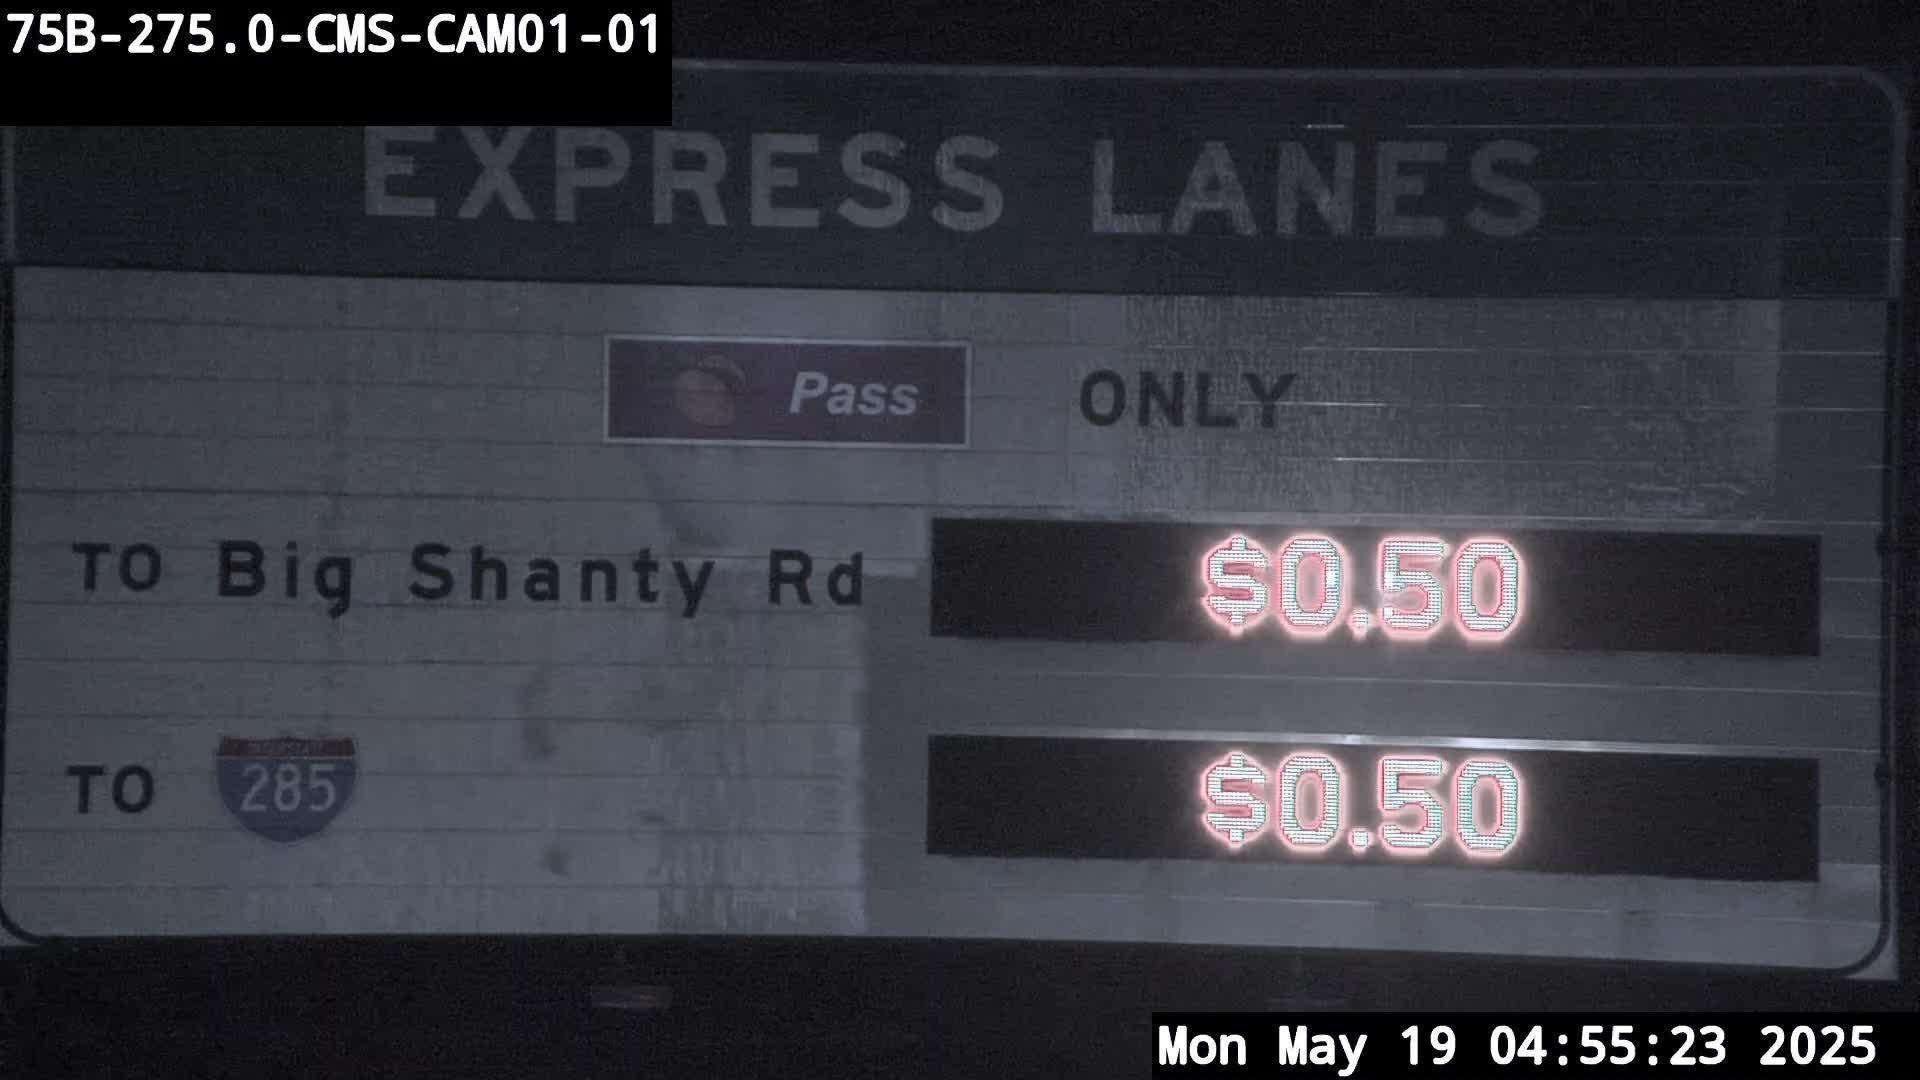 75B-275.0-CMS-CAM01-01
EXPRESS LANES
Pass ONLY
TO Big Shanty Rd $0.50
TO 285 $0.50
Mon May 19 04:55:23 2025